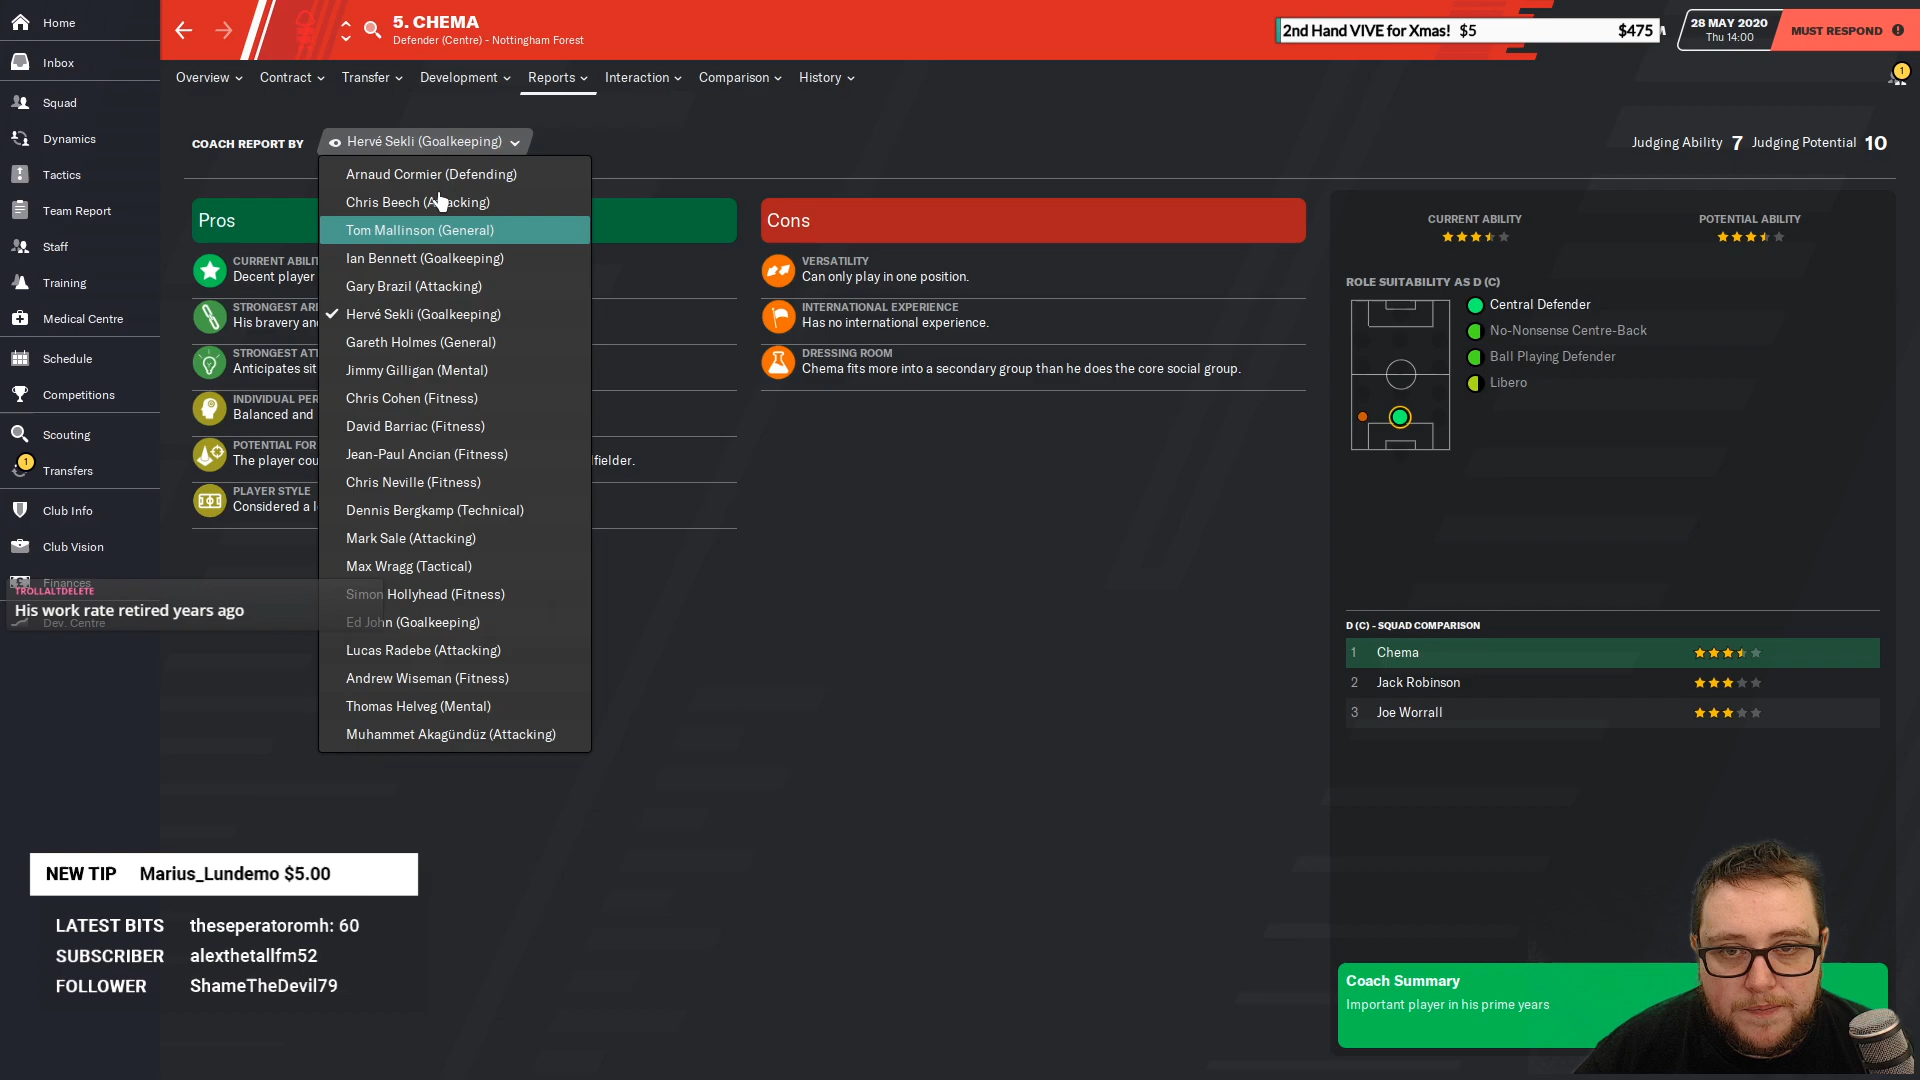 Home
Inbox
Squad
Dynamics
Tactics
Team Report
Staff
Training
Medical Centre
Schedule
Competitions
Scouting
1
Transfers
Club Info
Club Vision
Finances
Dev. Centre
TROLLALTDELETE
His work rate retired years ago
5. CHEMA
Defender (Centre) - Nottingham Forest
2nd Hand VIVE for Xmas! $5 $475
28 MAY 2020
Thu 14:00
MUST RESPOND
1
Overview Contract Transfer Development Reports Interaction Comparison History
COACH REPORT BY Hervé Sekli (Goalkeeping)
Judging Ability 7 Judging Potential 10
Arnaud Cormier (Defending)
Chris Beech (A acking)
Tom Mallinson (General)
Ian Bennett (Goalkeeping)
Gary Brazil (Attacking)
Hervé Sekli (Goalkeeping)
Gareth Holmes (General)
Jimmy Gilligan (Mental)
Chris Cohen (Fitness)
David Barriac (Fitness)
Jean-Paul Ancian (Fitness)
Chris Neville (Fitness)
Dennis Bergkamp (Technical)
Mark Sale (Attacking)
Max Wragg (Tactical)
Simon Hollyhead (Fitness)
Ed John (Goalkeeping)
Lucas Radebe (Attacking)
Andrew Wiseman (Fitness)
Thomas Helveg (Mental)
Muhammet Akagündüz (Attacking)
Pros
CURRENT ABILI
Decent player
STRONGEST ARE
His bravery and
STRONGEST ATT
Anticipates sit
INDIVIDUAL PER
Balanced and
POTENTIAL FOR
The player cou fielder.
PLAYER STYLE
Considered a l
Cons
VERSATILITY
Can only play in one position.
INTERNATIONAL EXPERIENCE
Has no international experience.
DRESSING ROOM
Chema fits more into a secondary group than he does the core social group.
CURRENT ABILITY
POTENTIAL ABILITY
ROLE SUITABILITY AS D (C)
Central Defender
No-Nonsense Centre-Back
Ball Playing Defender
Libero
D (C) - SQUAD COMPARISON
1 Chema
2 Jack Robinson
3 Joe Worrall
Coach Summary
Important player in his prime years
NEW TIP Marius_Lundemo $5.00
LATEST BITS theseperatoromh: 60
SUBSCRIBER alexthetallfm52
FOLLOWER ShameTheDevil79